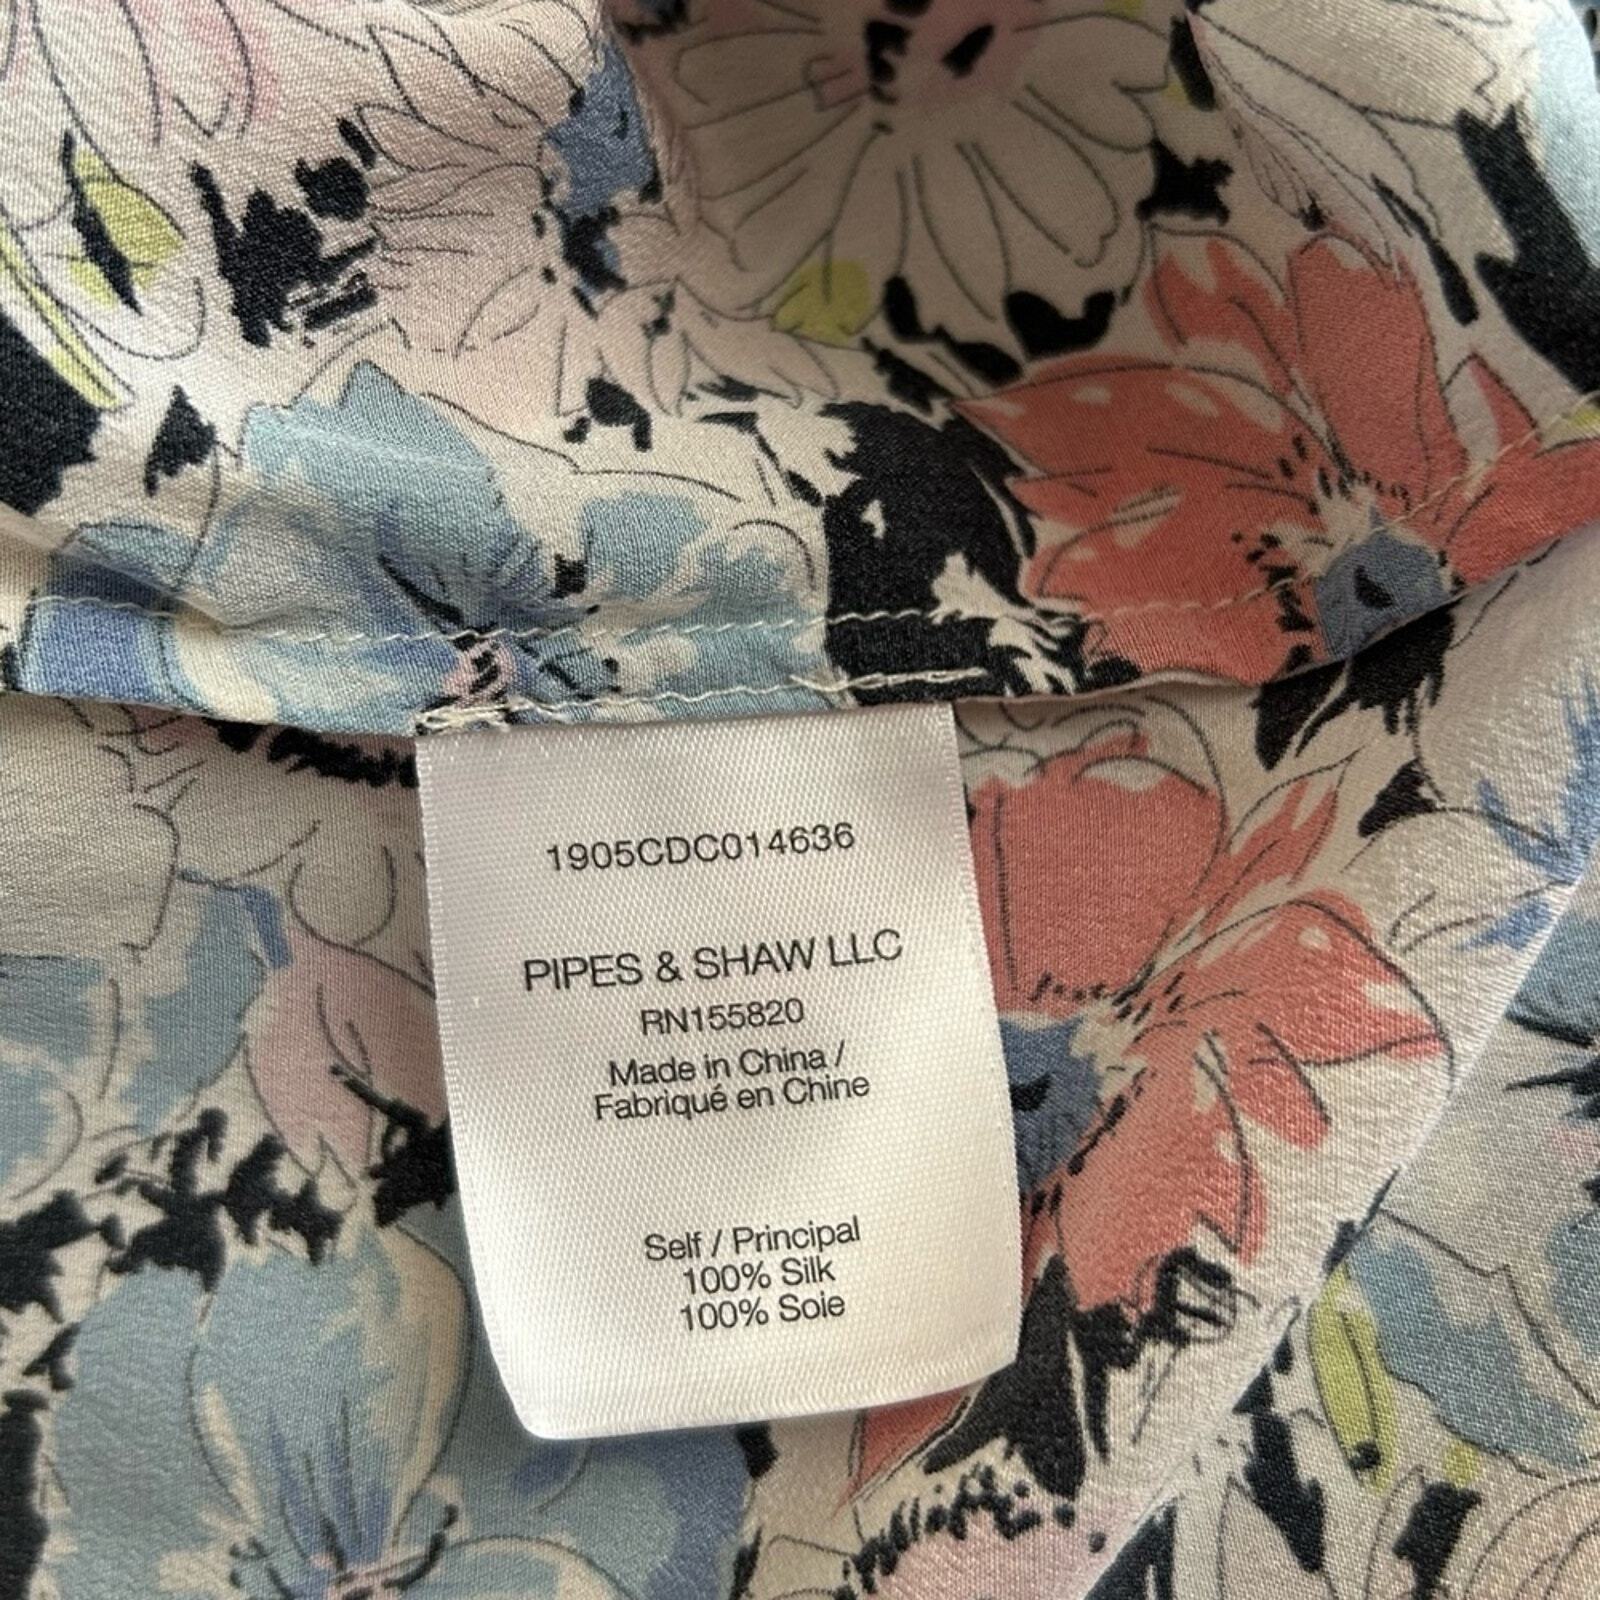 1905CDC014636
PIPES & SHAW LLC
RN155820
Made in China /
Fabriqué en Chine
Self / Principal
100% Silk
100% Soie